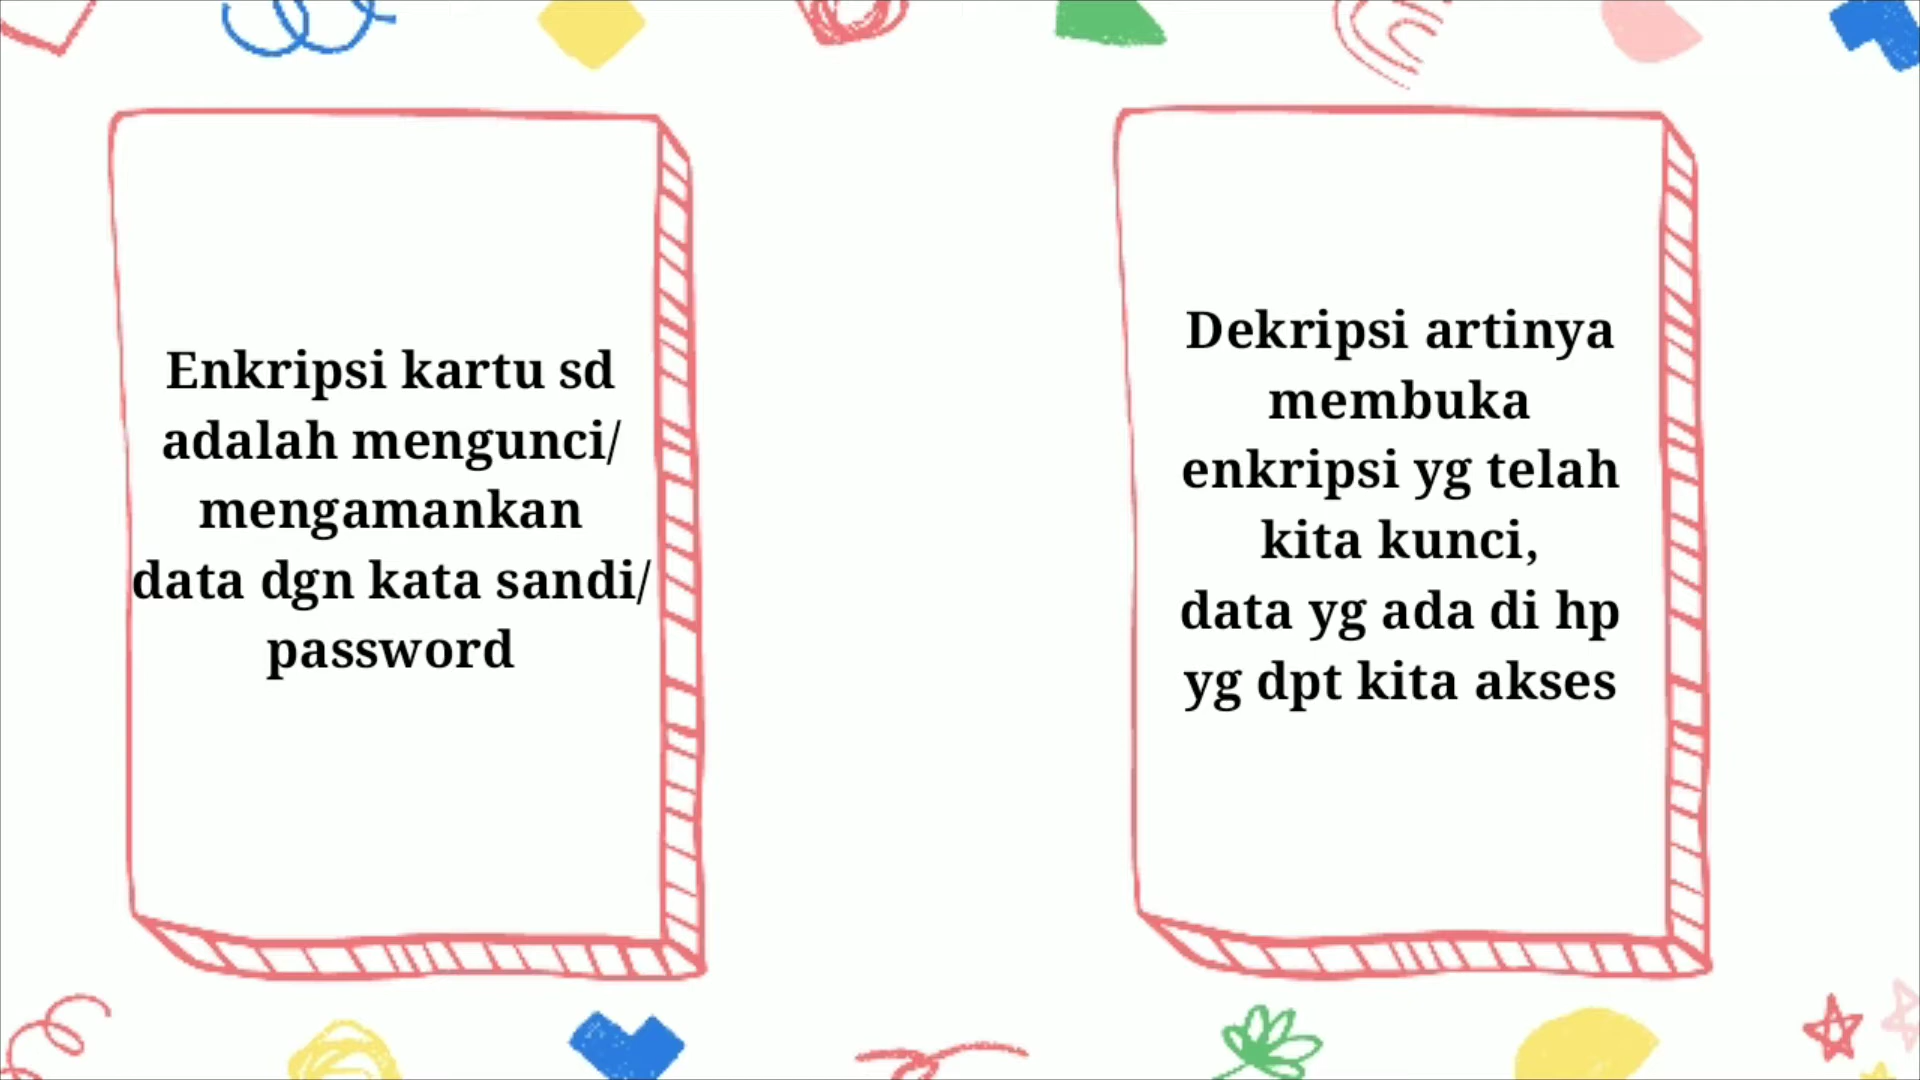 Enkripsi kartu sd
adalah mengunci/
mengamankan
data dgn kata sandi/
password
Dekripsi artinya
membuka
enkripsi yg telah
kita kunci,
data yg ada di hp
yg dpt kita akses